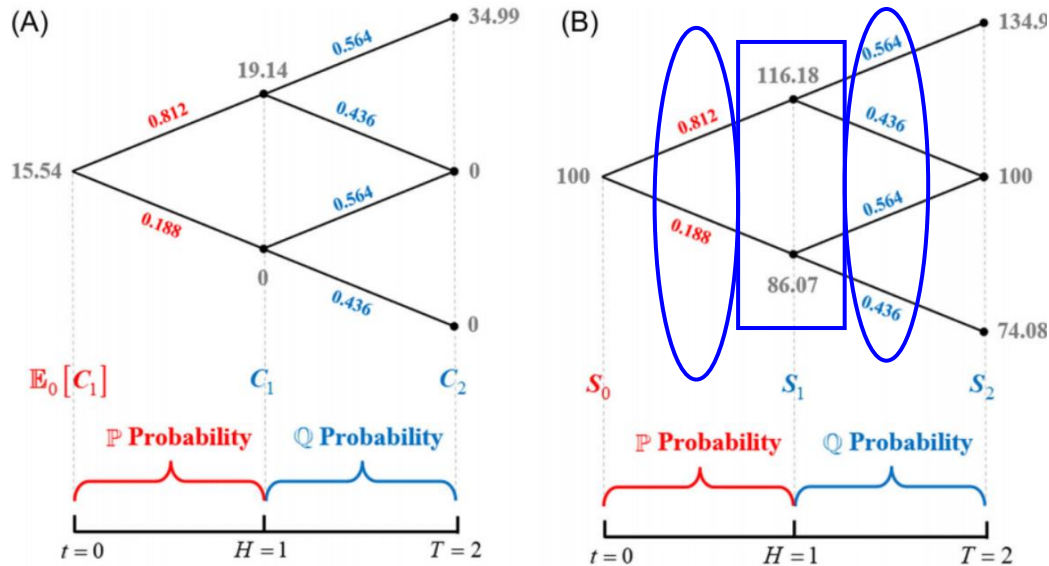 (A)
34.99
0.564
19.14
0.812
0.436
15.54
0
0.188
0.564
0
0.436
0
𝔼₀[C₁]
C₁
C₂
ℙ Probability
ℚ Probability
t = 0
H = 1
T = 2
(B)
134.9
0.564
116.18
0.812
0.436
100
100
0.188
0.564
86.07
0.436
74.08
S₀
S₁
S₂
ℙ Probability
ℚ Probability
t = 0
H = 1
T = 2